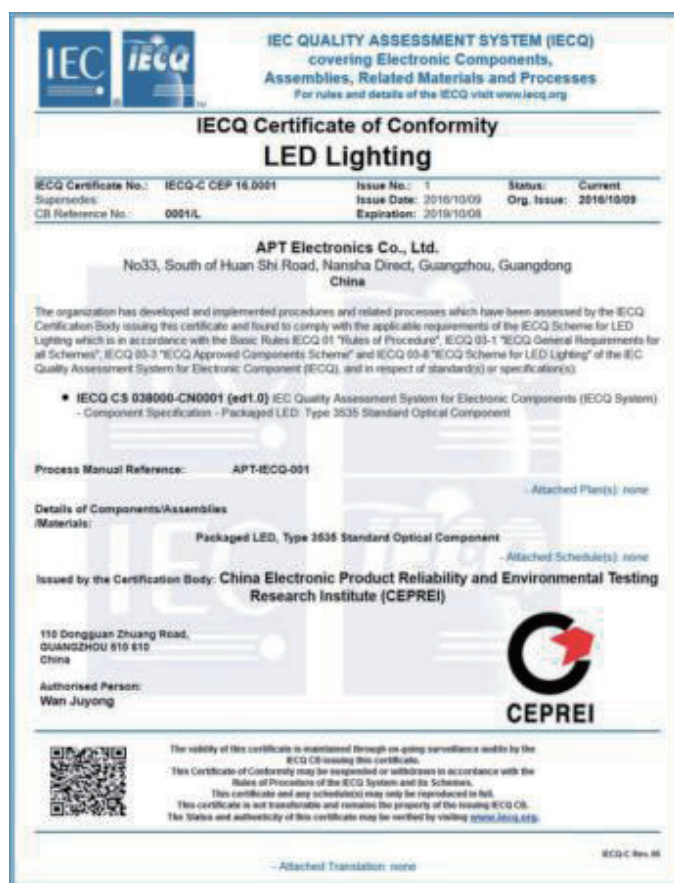 IEC IECQ
IEC QUALITY ASSESSMENT SYSTEM (IECQ)
covering Electronic Components,
Assemblies, Related Materials and Processes
For rules and details of the IECQ visit www.iecq.org
IECQ Certificate of Conformity
LED Lighting
IECQ Certificate No.: IECQ-C CEP 16.0001 Issue No.: 1 Status: Current
Supersedes: Issue Date: 2016/10/09 Org. Issue: 2016/10/09
CB Reference No.: 0001/L Expiration: 2019/10/08
APT Electronics Co., Ltd.
No33, South of Huan Shi Road, Nansha Direct, Guangzhou, Guangdong
China
The organization has developed and implemented procedures and related processes which have been assessed by the IECQ
Certification Body issuing this certificate and found to comply with the applicable requirements of the IECQ Scheme for LED
Lighting which is in accordance with the Basic Rules IECQ 01 "Rules of Procedure", IECQ 03-1 "IECQ General Requirements for
all Schemes", IECQ 03-3 "IECQ Approved Components Scheme" and IECQ 03-8 "IECQ Scheme for LED Lighting" of the IEC
Quality Assessment System for Electronic Component (IECQ), and in respect of standard(s) or specification(s):
• IECQ CS 038000-CN0001 {ed1.0} IEC Quality Assessment System for Electronic Components (IECQ System)
- Component Specification - Packaged LED: Type 3535 Standard Optical Component
Process Manual Reference: APT-IECQ-001
- Attached Plan(s): none
Details of Components/Assemblies
/Materials:
Packaged LED, Type 3535 Standard Optical Component
- Attached Schedule(s): none
Issued by the Certification Body: China Electronic Product Reliability and Environmental Testing
Research Institute (CEPREI)
110 Dongguan Zhuang Road,
GUANGZHOU 510 610
China
Authorised Person:
Wan Juyong
CEPREI
The validity of this certificate is maintained through on-going surveillance audits by the
IECQ CB issuing this certificate.
This Certificate of Conformity may be suspended or withdrawn in accordance with the
Rules of Procedure of the IECQ System and its Schemes.
This certificate and any schedule(s) may only be reproduced in full.
This certificate is not transferable and remains the property of the issuing IECQ CB.
The Status and authenticity of this certificate may be verified by visiting www.iecq.org.
IECQ-C Rev.
- Attached Translation: none